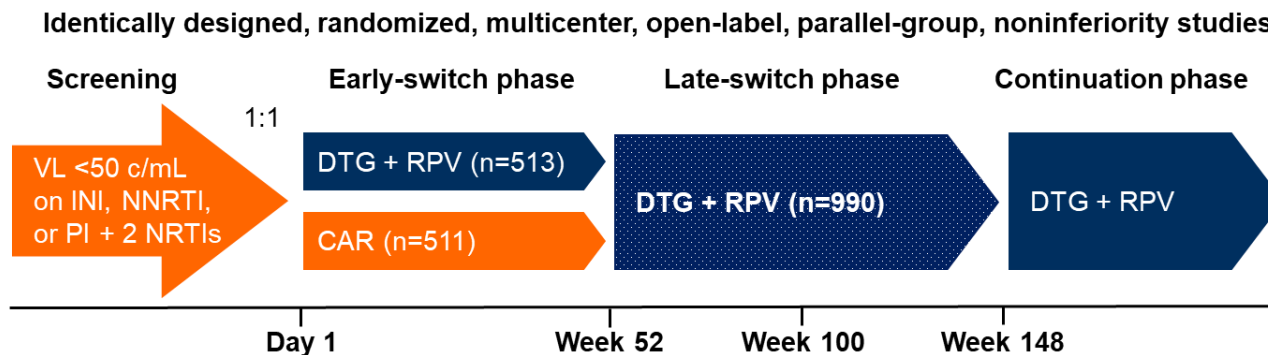 Identically designed, randomized, multicenter, open-label, parallel-group, noninferiority studies
Screening
Early-switch phase
Late-switch phase
Continuation phase
1:1
VL <50 c/mL
on INI, NNRTI,
or PI + 2 NRTIs
DTG + RPV (n=513)
CAR (n=511)
DTG + RPV (n=990)
DTG + RPV
Day 1
Week 52
Week 100
Week 148